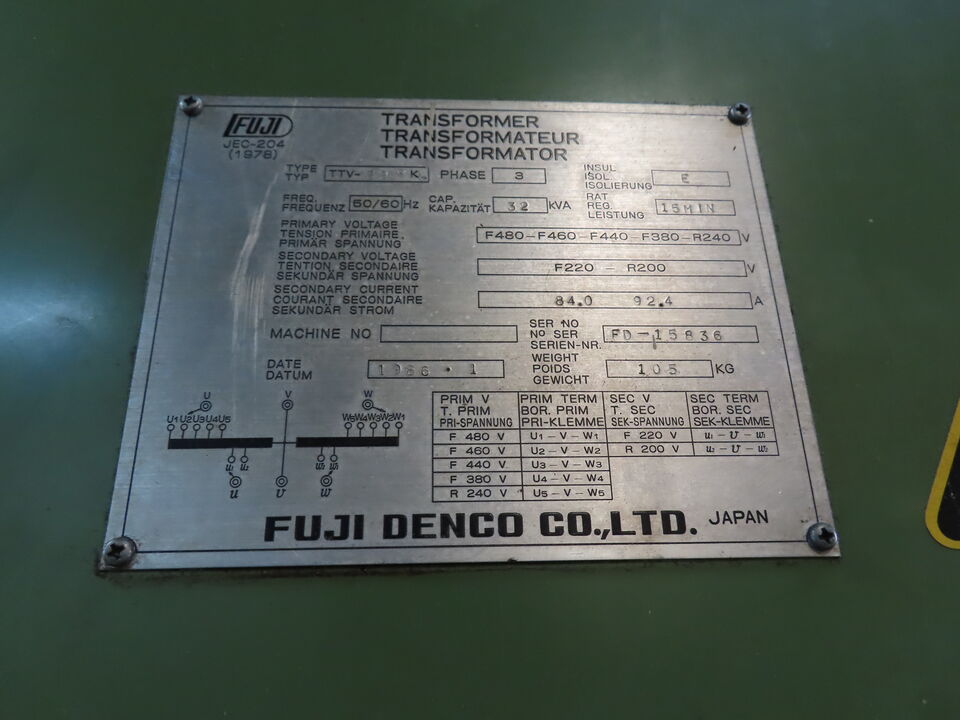 FUJI
JEC-204
(1978)
TRANSFORMER
TRANSFORMATEUR
TRANSFORMATOR
TYPE
TYP
PHASE 3
INSUL
ISOL.
ISOLIERUNG
E
FREQ.
FREQUENZ 50/60 Hz
CAP.
KAPAZITÄT 32 KVA
RAT
REG.
LEISTUNG
15MIN
PRIMARY VOLTAGE
TENSION PRIMAIRE.
PRIMÄR SPANNUNG
F480-F460-F440-F380-R240 V
SECONDARY VOLTAGE
TENTION SECONDAIRE
SEKUNDÄR SPANNUNG
F220 - R200 V
SECONDARY CURRENT
COURANT SECONDAIRE
SEKUNDÄR STROM
84.0 92.4 A
MACHINE NO
SER NO
Nº SER
SERIEN-NR.
FD-15836
DATE
DATUM
1986.1
WEIGHT
POIDS
GEWICHT
105 KG
U V W
U1 U2 U3 U4 U5 W5 W4 W3 W2 W1
u1 u2 w2 w1
u v w
PRIM V PRIM TERM SEC V SEC TERM
T. PRIM BOR. PRIM T. SEC BOR. SEC
PRI-SPANNUNG PRI-KLEMME SEK-SPANNUNG SEK-KLEMME
F 480 V U1-V-W1 F 220 V u1-v-w1
F 460 V U2-V-W2 R 200 V u2-v-w2
F 440 V U3-V-W3
F 380 V U4-V-W4
R 240 V U5-V-W5
FUJI DENCO CO.,LTD. JAPAN